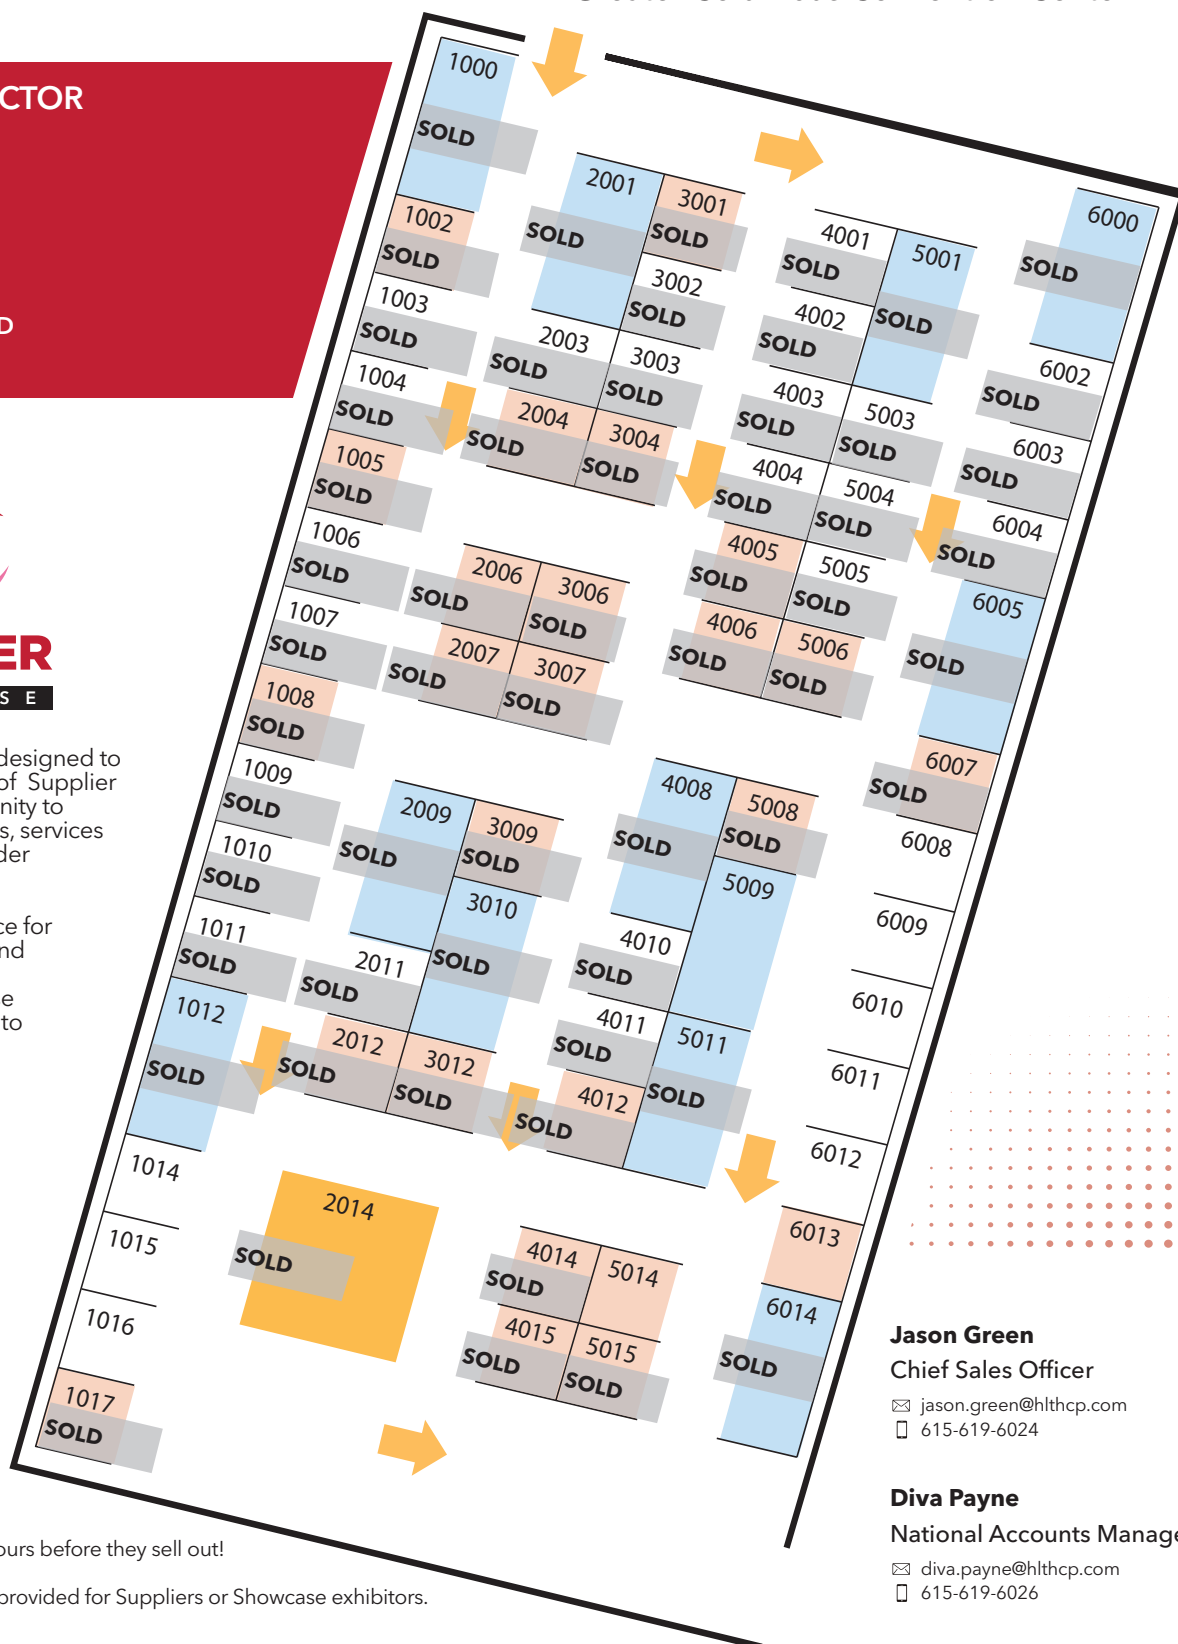 CTOR
D
ER
S E
designed to
of Supplier
nity to
s, services
der
ce for
nd
e
to
1000
SOLD
1002
SOLD
1003
SOLD
1004
SOLD
1005
SOLD
1006
SOLD
1007
SOLD
1008
SOLD
1009
SOLD
1010
SOLD
1011
SOLD
1012
SOLD
1014
1015
1016
1017
SOLD
2001
SOLD
2003
SOLD
2004
SOLD
2006
SOLD
2007
SOLD
2009
SOLD
2011
SOLD
2012
SOLD
2014
SOLD
3001
SOLD
3002
SOLD
3003
SOLD
3004
SOLD
3006
SOLD
3007
SOLD
3009
SOLD
3010
SOLD
3012
SOLD
4001
SOLD
4002
SOLD
4003
SOLD
4004
SOLD
4005
SOLD
4006
SOLD
4008
SOLD
4010
SOLD
4011
SOLD
4012
SOLD
4014
SOLD
4015
SOLD
5001
SOLD
5003
SOLD
5004
SOLD
5005
SOLD
5006
SOLD
5008
SOLD
5009
5011
SOLD
5014
5015
SOLD
6000
SOLD
6002
SOLD
6003
SOLD
6004
SOLD
6005
SOLD
6007
SOLD
6008
6009
6010
6011
6012
6013
6014
SOLD
Jason Green
Chief Sales Officer
jason.green@hlthcp.com
615-619-6024
Diva Payne
National Accounts Manage
diva.payne@hlthcp.com
615-619-6026
ours before they sell out!
provided for Suppliers or Showcase exhibitors.